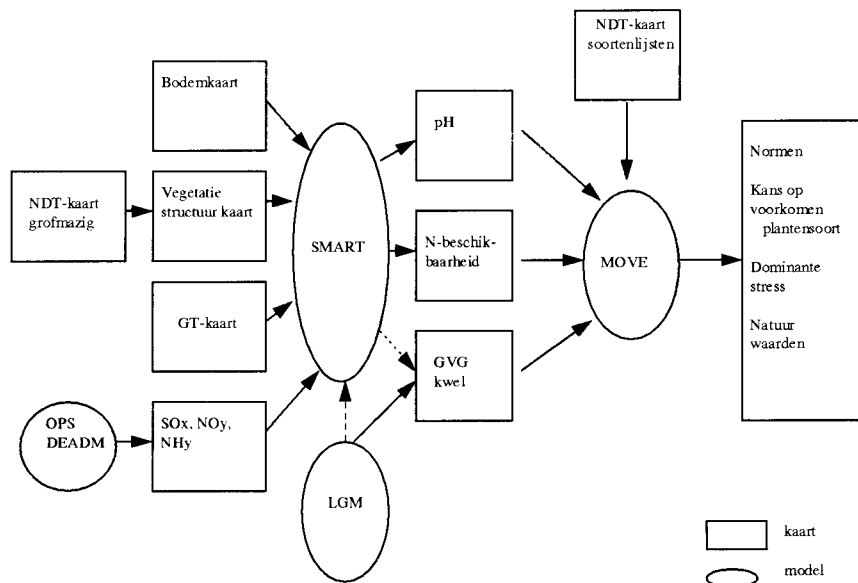 NDT-kaart
soortenlijsten
Bodemkaart
pH
NDT-kaart
grofmazig
Vegetatie
structuur kaart
SMART
N-beschik-
baarheid
MOVE
Normen
Kans op
voorkomen
plantensoort
Dominante
stress
Natuur
waarden
GT-kaart
GVG
kwel
OPS
DEADM
SOx, NOy,
NHy
LGM
kaart
model